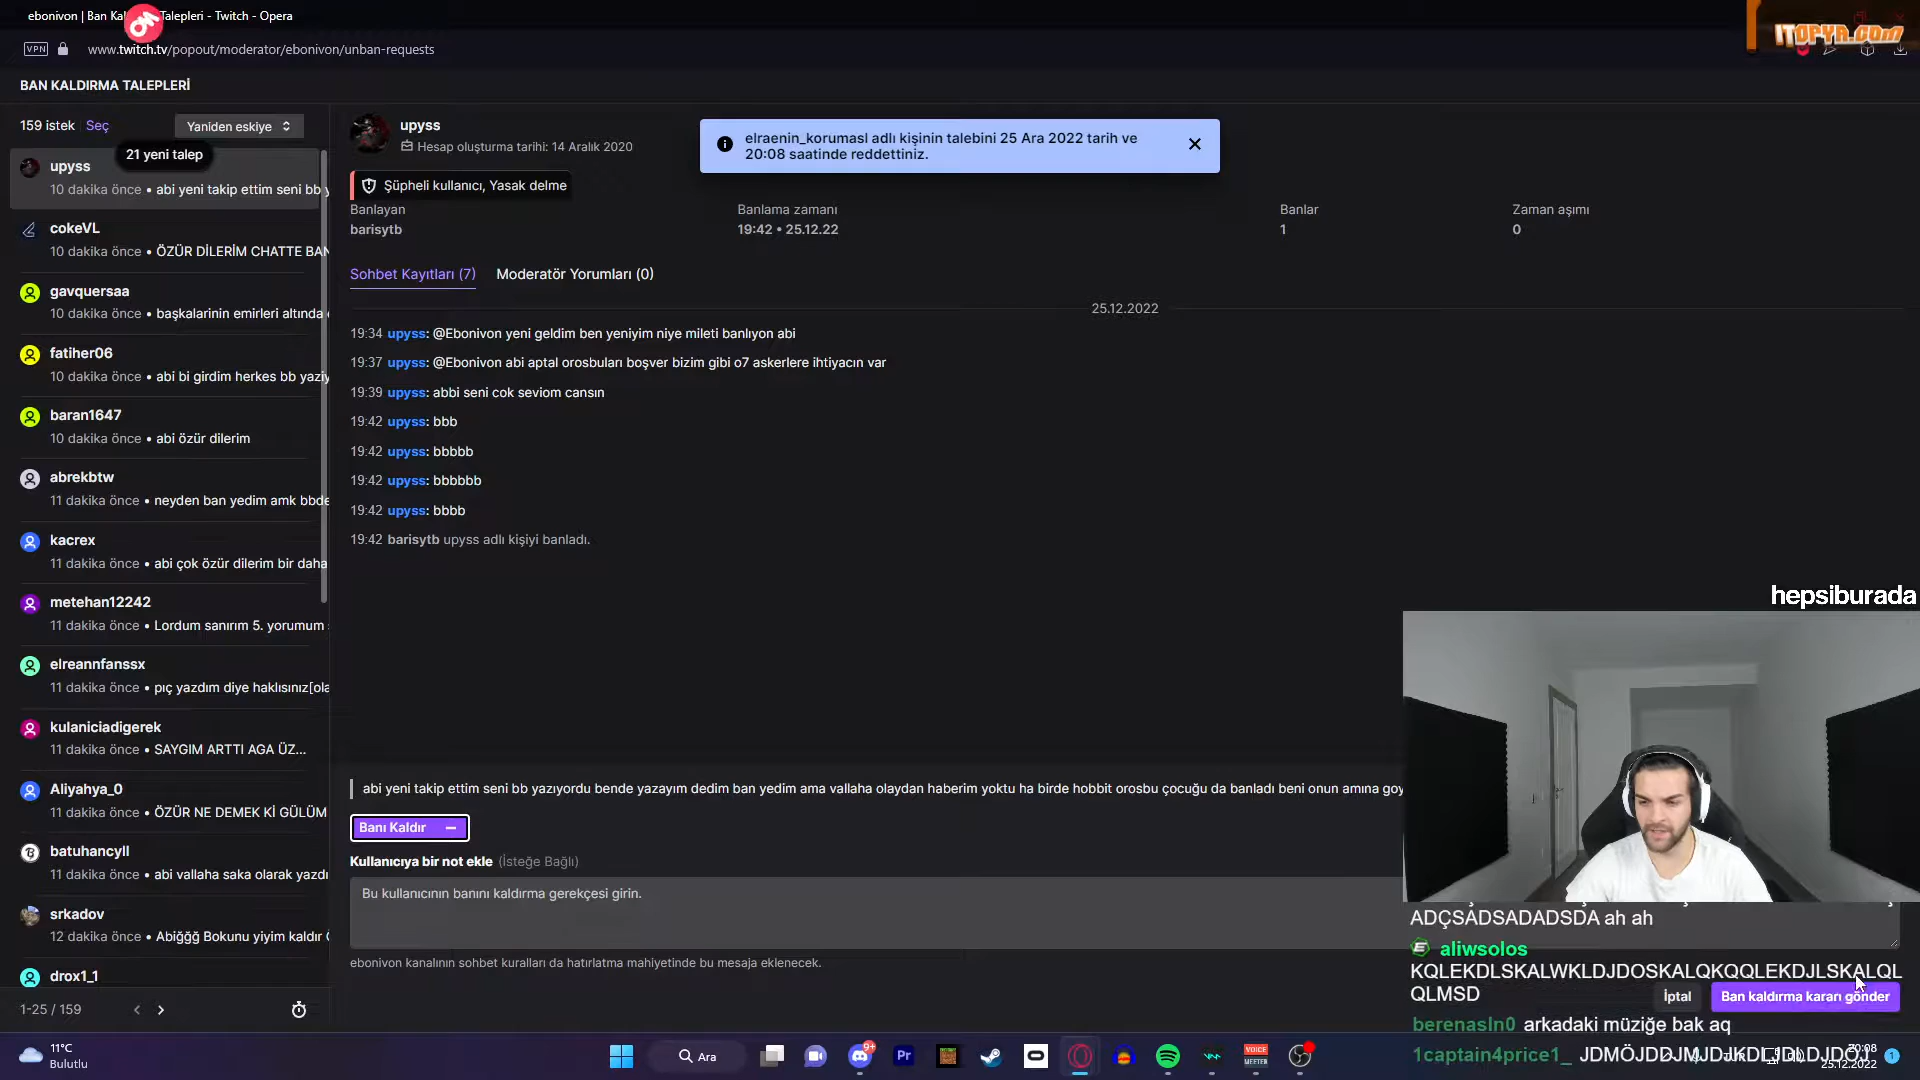 ebonivon | Ban Ka Talepleri - Twitch - Opera
VPN
www.twitch.tv/popout/moderator/ebonivon/unban-requests
İTOPYA.COM
BAN KALDIRMA TALEPLERİ
159 istek Seç
Yaniden eskiye
21 yeni talep
upyss
10 dakika önce • abi yeni takip ettim seni bb y
cokeVL
10 dakika önce • ÖZÜR DİLERİM CHATTE BAN
gavquersaa
10 dakika önce • başkalarinin emirleri altında
fatiher06
10 dakika önce • abi bi girdim herkes bb yaziy
baran1647
10 dakika önce • abi özür dilerim
abrekbtw
11 dakika önce • neyden ban yedim amk bbde
kacrex
11 dakika önce • abi çok özür dilerim bir daha
metehan12242
11 dakika önce • Lordum sanırım 5. yorumum
elreannfanssx
11 dakika önce • pıç yazdım diye haklısınız[ola
kulaniciadigerek
11 dakika önce • SAYGIM ARTTI AGA ÜZ...
Aliyahya_0
11 dakika önce • ÖZÜR NE DEMEK Kİ GÜLÜM
batuhancyll
11 dakika önce • abi vallaha saka olarak yazdı
srkadov
12 dakika önce • Abiğğğ Bokunu yiyim kaldır
drox1_1
1-25 / 159
upyss
Hesap oluşturma tarihi: 14 Aralık 2020
elraenin_korumasI adlı kişinin talebini 25 Ara 2022 tarih ve
20:08 saatinde reddettiniz.
Şüpheli kullanıcı, Yasak delme
Banlayan
barisytb
Banlama zamanı
19:42 • 25.12.22
Banlar
1
Zaman aşımı
0
Sohbet Kayıtları (7)
Moderatör Yorumları (0)
25.12.2022
19:34 upyss: @Ebonivon yeni geldim ben yeniyim niye mileti banlıyon abi
19:37 upyss: @Ebonivon abi aptal orosbuları boşver bizim gibi o7 askerlere ihtiyacın var
19:39 upyss: abbi seni cok seviom cansın
19:42 upyss: bbb
19:42 upyss: bbbbb
19:42 upyss: bbbbbb
19:42 upyss: bbbb
19:42 barisytb upyss adlı kişiyi banladı.
hepsiburada
abi yeni takip ettim seni bb yazıyordu bende yazayım dedim ban yedim ama vallaha olaydan haberim yoktu ha birde hobbit orosbu çocuğu da banladı beni onun amına goy
Banı Kaldır
Kullanıcıya bir not ekle (İsteğe Bağlı)
Bu kullanıcının banını kaldırma gerekçesi girin.
ebonivon kanalının sohbet kuralları da hatırlatma mahiyetinde bu mesaja eklenecek.
ADÇSADSADADSDA ah ah
aliwsolos
KQLEKDLSKALWKLDJDOSKALQKQQLEKDJLSKALQL
QLMSD
İptal
Ban kaldırma kararı gönder
berenasln0 arkadaki müziğe bak aq
1captain4price1_
11°C
Bulutlu
Ara
9+
Pr
VOICE
MEETER
20:08
25.12.2022
1